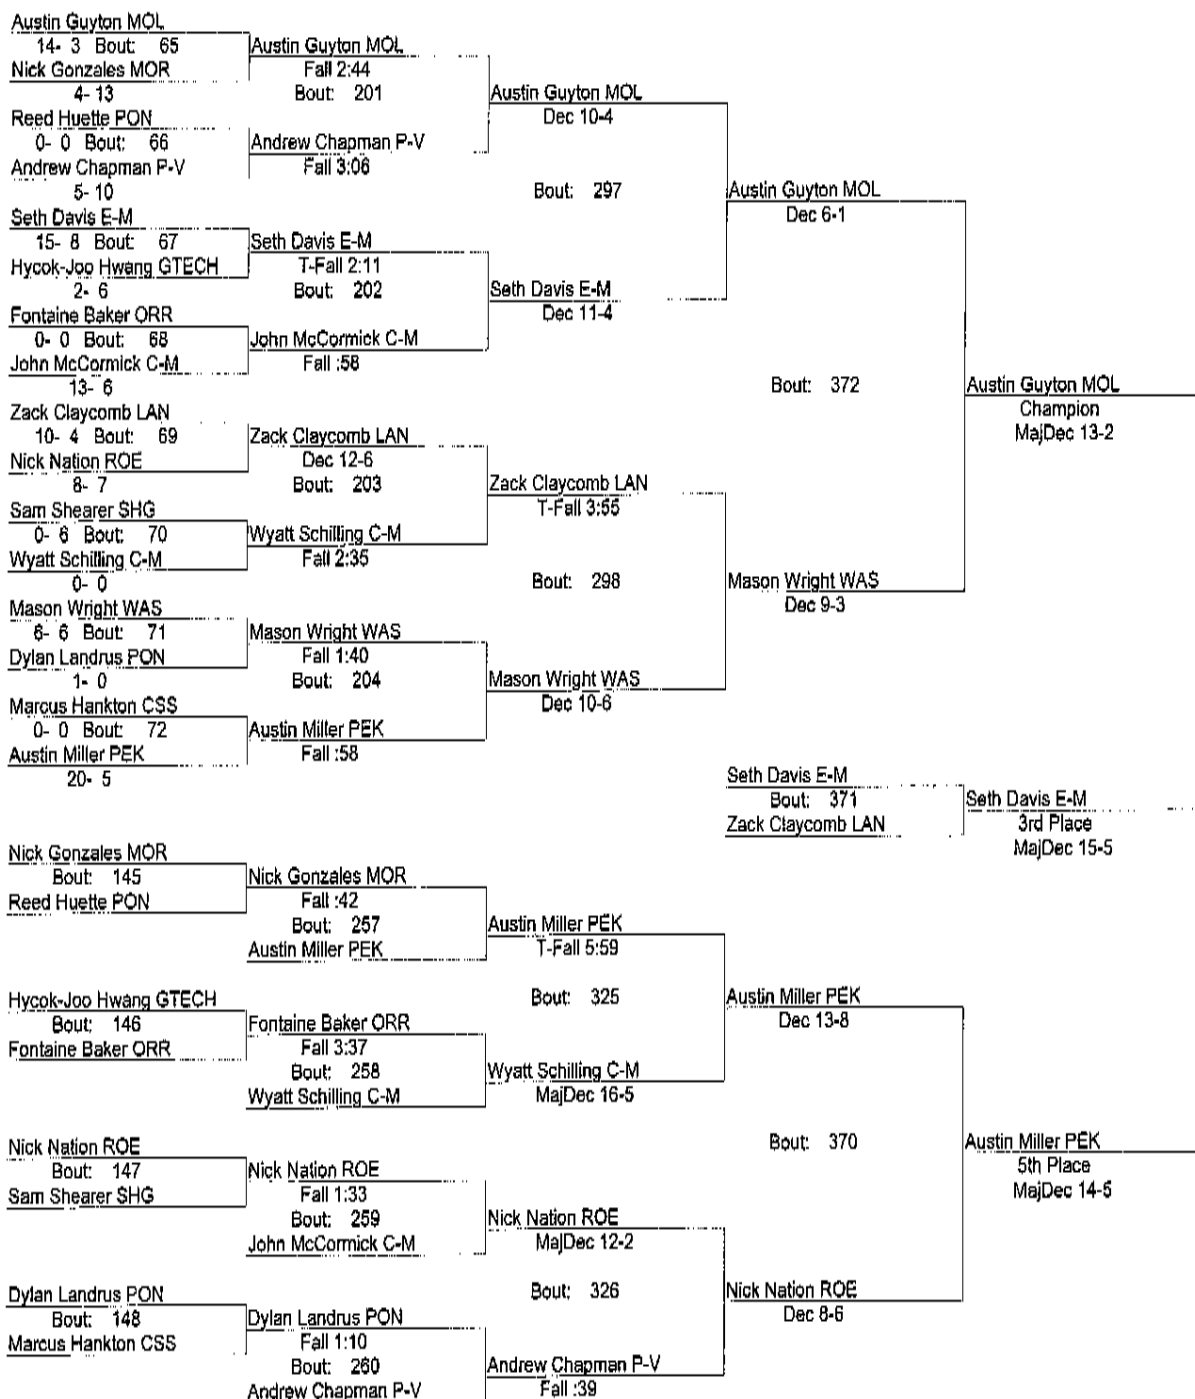 Austin Guyton MOL
14- 3 Bout: 65
Nick Gonzales MOR
4- 13
Reed Huette PON
0- 0 Bout: 66
Andrew Chapman P-V
5- 10
Seth Davis E-M
15- 8 Bout: 67
Hycok-Joo Hwang GTECH
2- 6
Fontaine Baker ORR
0- 0 Bout: 68
John McCormick C-M
13- 6
Zack Claycomb LAN
10- 4 Bout: 69
Nick Nation ROE
8- 7
Sam Shearer SHG
0- 6 Bout: 70
Wyatt Schilling C-M
0- 0
Mason Wright WAS
6- 6 Bout: 71
Dylan Landrus PON
1- 0
Marcus Hankton CSS
0- 0 Bout: 72
Austin Miller PEK
20- 5
Austin Guyton MOL
Fall 2:44
Bout: 201
Andrew Chapman P-V
Fall 3:06
Seth Davis E-M
T-Fall 2:11
Bout: 202
John McCormick C-M
Fall :58
Zack Claycomb LAN
Dec 12-6
Bout: 203
Wyatt Schilling C-M
Fall 2:35
Mason Wright WAS
Fall 1:40
Bout: 204
Austin Miller PEK
Fall :58
Austin Guyton MOL
Dec 10-4
Bout: 297
Seth Davis E-M
Dec 11-4
Zack Claycomb LAN
T-Fall 3:55
Bout: 298
Mason Wright WAS
Dec 10-6
Austin Guyton MOL
Dec 6-1
Bout: 372
Mason Wright WAS
Dec 9-3
Austin Guyton MOL
Champion
MajDec 13-2
Seth Davis E-M
Bout: 371
Zack Claycomb LAN
Seth Davis E-M
3rd Place
MajDec 15-5
Nick Gonzales MOR
Bout: 145
Reed Huette PON
Hycok-Joo Hwang GTECH
Bout: 146
Fontaine Baker ORR
Nick Nation ROE
Bout: 147
Sam Shearer SHG
Dylan Landrus PON
Bout: 148
Marcus Hankton CSS
Nick Gonzales MOR
Fall :42
Bout: 257
Austin Miller PEK
Fontaine Baker ORR
Fall 3:37
Bout: 258
Wyatt Schilling C-M
Nick Nation ROE
Fall 1:33
Bout: 259
John McCormick C-M
Dylan Landrus PON
Fall 1:10
Bout: 260
Andrew Chapman P-V
Austin Miller PEK
T-Fall 5:59
Bout: 325
Wyatt Schilling C-M
MajDec 16-5
Nick Nation ROE
MajDec 12-2
Bout: 326
Andrew Chapman P-V
Fall :39
Austin Miller PEK
Dec 13-8
Bout: 370
Nick Nation ROE
Dec 8-6
Austin Miller PEK
5th Place
MajDec 14-5